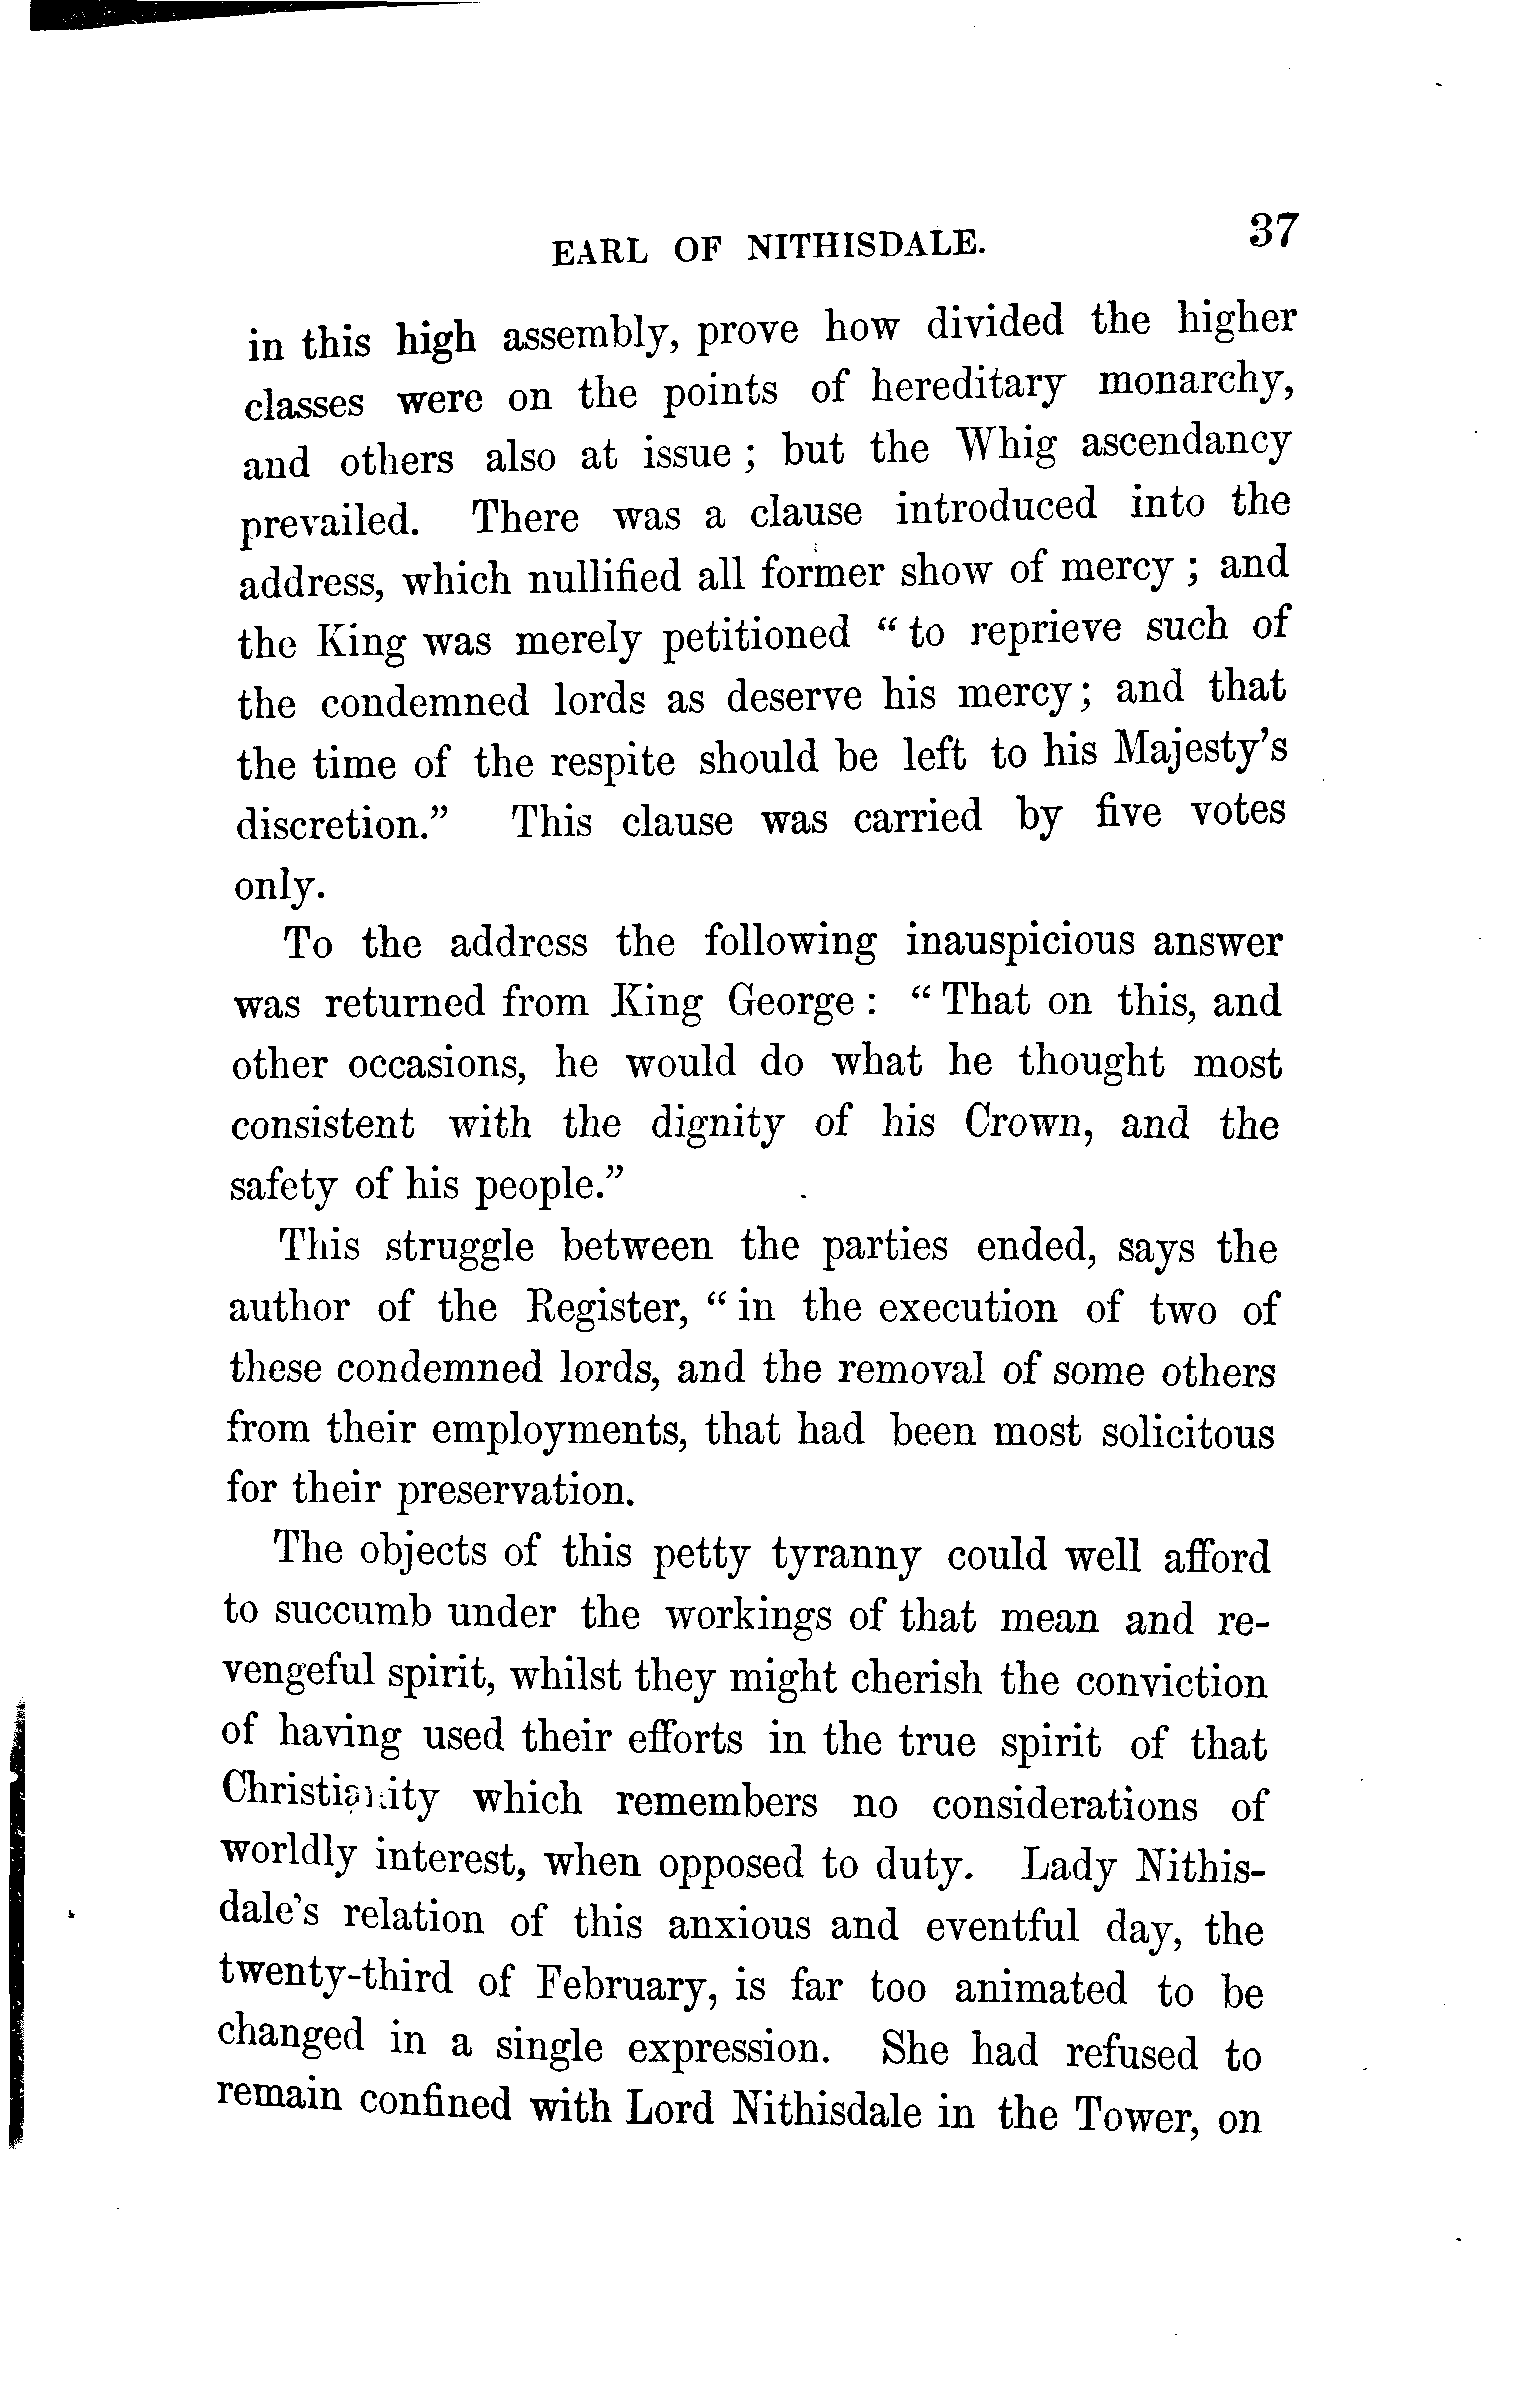 EARL OF NITHISDALE. 37
in this high assembly, prove how divided the higher
classes were on the points of hereditary monarchy,
and others also at issue ; but the Whig ascendancy
prevailed. There was a clause introduced into the
address, which nullified all former show of mercy ; and
the King was merely petitioned “ to reprieve such of
the condemned lords as deserve his mercy; and that
the time of the respite should be left to his Majesty’s
discretion.” This clause was carried by five votes
only.
To the address the following inauspicious answer
was returned from King George : “ That on this, and
other occasions, he would do what he thought most
consistent with the dignity of his Crown, and the
safety of his people.”
This struggle between the parties ended, says the
author of the Register, “ in the execution of two of
these condemned lords, and the removal of some others
from their employments, that had been most solicitous
for their preservation.
The objects of this petty tyranny could well afford
to succumb under the workings of that mean and re-
vengeful spirit, whilst they might cherish the conviction
of having used their efforts in the true spirit of that
Christianity which remembers no considerations of
worldly interest, when opposed to duty. Lady Nithis-
dale’s relation of this anxious and eventful day, the
twenty-third of February, is far too animated to be
changed in a single expression. She had refused to
remain confined with Lord Nithisdale in the Tower, on